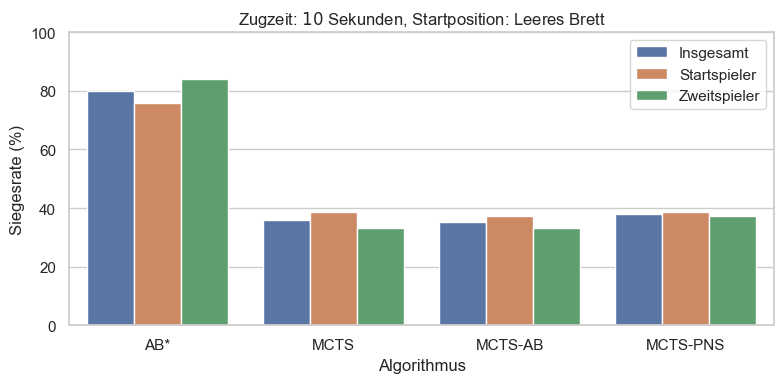 Zugzeit: 10 Sekunden, Startposition: Leeres Brett
100
80
60
40
20
0
Siegesrate (%)
Insgesamt
Startspieler
Zweitspieler
AB* MCTS MCTS-AB MCTS-PNS
Algorithmus